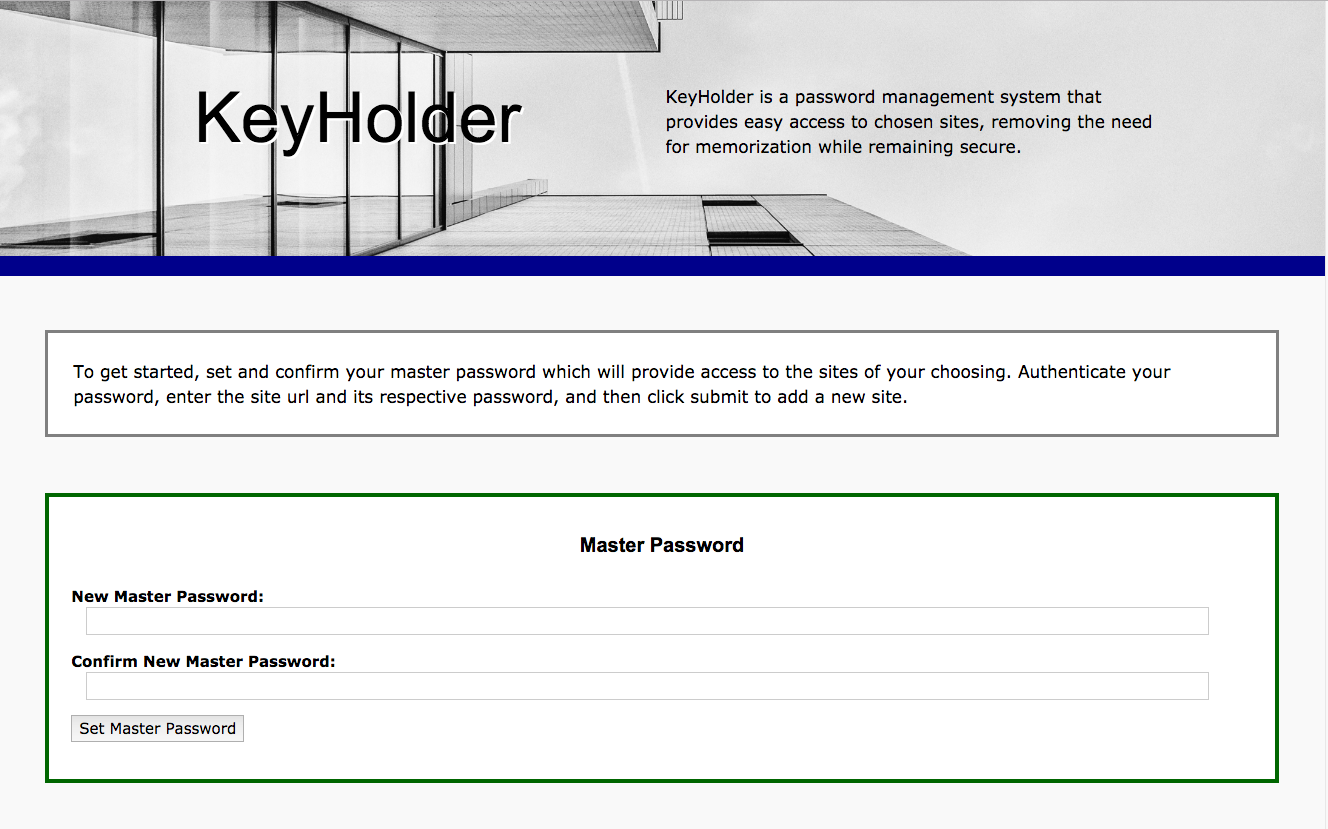 KeyHolder
KeyHolder is a password management system that
provides easy access to chosen sites, removing the need
for memorization while remaining secure.
To get started, set and confirm your master password which will provide access to the sites of your choosing. Authenticate your
password, enter the site url and its respective password, and then click submit to add a new site.
Master Password
New Master Password:
Confirm New Master Password:
Set Master Password